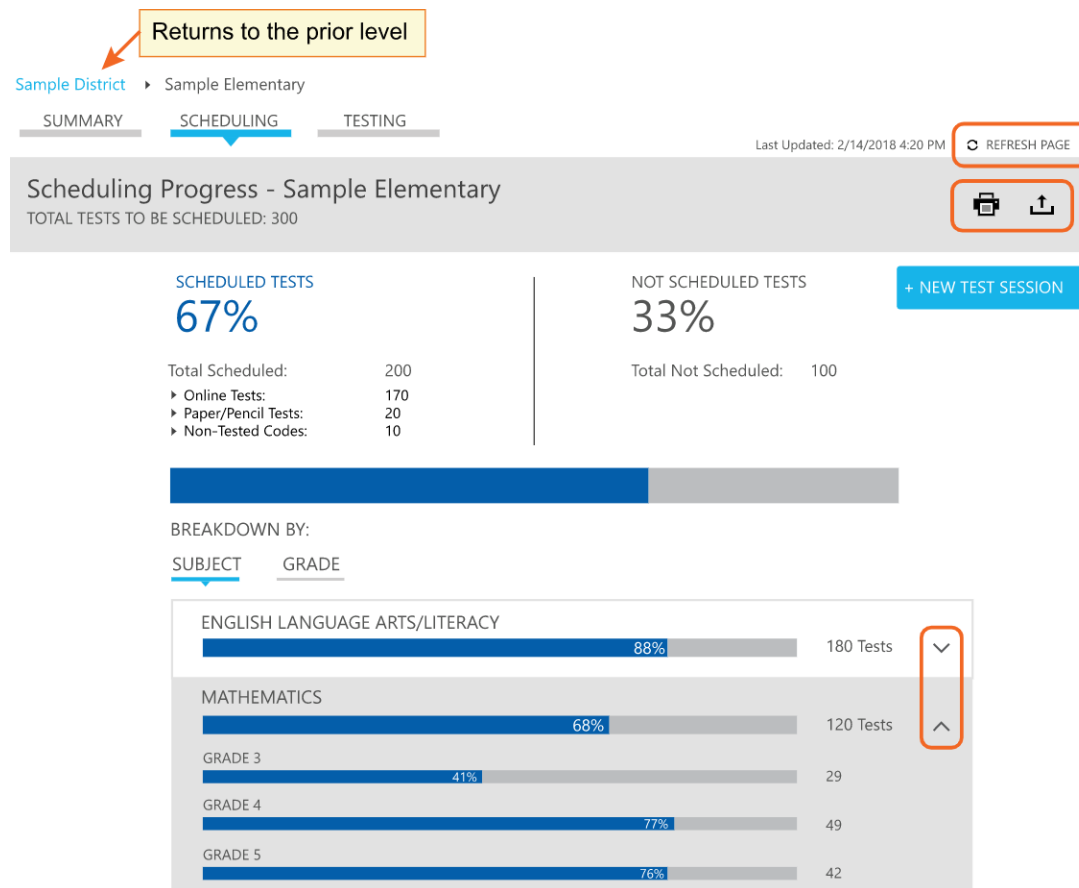 Returns to the prior level
Sample District Sample Elementary
SUMMARY SCHEDULING TESTING
Last Updated: 2/14/2018 4:20 PM REFRESH PAGE
Scheduling Progress - Sample Elementary
TOTAL TESTS TO BE SCHEDULED: 300
SCHEDULED TESTS NOT SCHEDULED TESTS
67% 33%
+ NEW TEST SESSION
Total Scheduled: 200 Total Not Scheduled: 100
Online Tests: 170
Paper/Pencil Tests: 20
Non-Tested Codes: 10
BREAKDOWN BY:
SUBJECT GRADE
ENGLISH LANGUAGE ARTS/LITERACY
88% 180 Tests
MATHEMATICS
68% 120 Tests
GRADE 3
41% 29
GRADE 4
77% 49
GRADE 5
76% 42